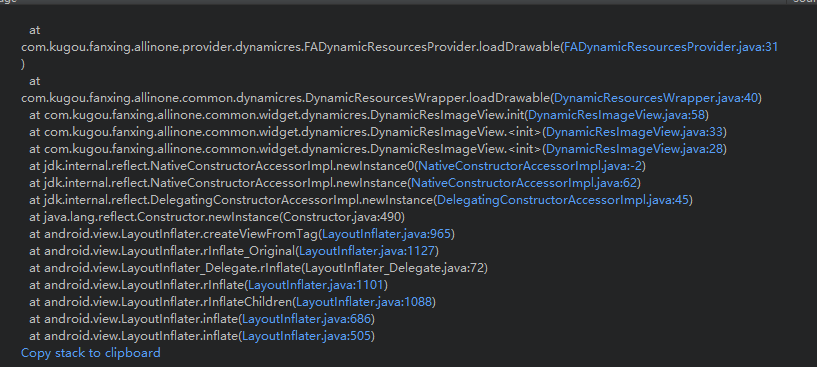 at
com.kugou.fanxing.allinone.provider.dynamicres.FADynamicResourcesProvider.loadDrawable(FADynamicResourcesProvider.java:31
)
at
com.kugou.fanxing.allinone.common.dynamicres.DynamicResourcesWrapper.loadDrawable(DynamicResourcesWrapper.java:40)
at com.kugou.fanxing.allinone.common.widget.dynamicres.DynamicResImageView.init(DynamicResImageView.java:58)
at com.kugou.fanxing.allinone.common.widget.dynamicres.DynamicResImageView.<init>(DynamicResImageView.java:33)
at com.kugou.fanxing.allinone.common.widget.dynamicres.DynamicResImageView.<init>(DynamicResImageView.java:28)
at jdk.internal.reflect.NativeConstructorAccessorImpl.newInstance0(NativeConstructorAccessorImpl.java:-2)
at jdk.internal.reflect.NativeConstructorAccessorImpl.newInstance(NativeConstructorAccessorImpl.java:62)
at jdk.internal.reflect.DelegatingConstructorAccessorImpl.newInstance(DelegatingConstructorAccessorImpl.java:45)
at java.lang.reflect.Constructor.newInstance(Constructor.java:490)
at android.view.LayoutInflater.createViewFromTag(LayoutInflater.java:965)
at android.view.LayoutInflater.rInflate_Original(LayoutInflater.java:1127)
at android.view.LayoutInflater_Delegate.rInflate(LayoutInflater_Delegate.java:72)
at android.view.LayoutInflater.rInflate(LayoutInflater.java:1101)
at android.view.LayoutInflater.rInflateChildren(LayoutInflater.java:1088)
at android.view.LayoutInflater.inflate(LayoutInflater.java:686)
at android.view.LayoutInflater.inflate(LayoutInflater.java:505)
Copy stack to clipboard